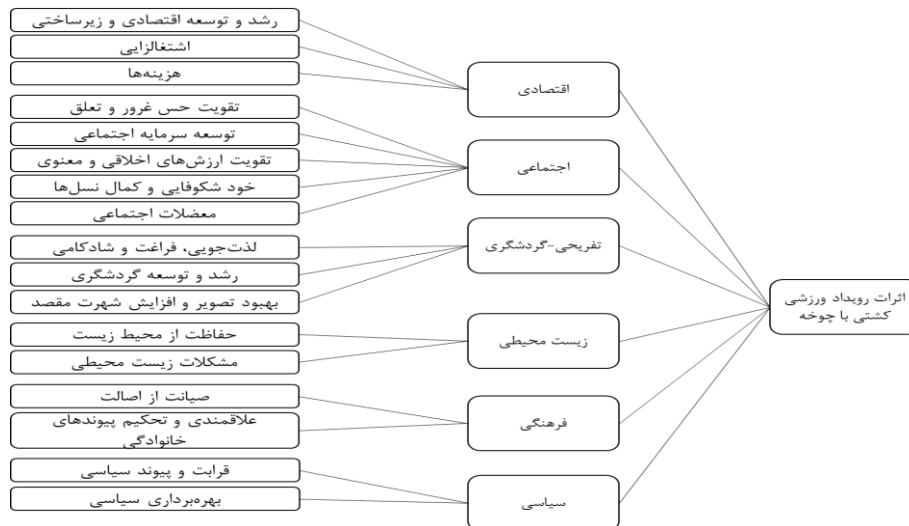 اثرات رویداد ورزشی
کشتی با چوخه
اقتصادی
رشد و توسعه اقتصادی و زیرساختی
اشتغالزایی
هزینه‌ها
اجتماعی
تقویت حس غرور و تعلق
توسعه سرمایه اجتماعی
تقویت ارزش‌های اخلاقی و معنوی
خود شکوفایی و کمال نسل‌ها
معضلات اجتماعی
تفریحی-گردشگری
لذت‌جویی، فراغت و شادکامی
رشد و توسعه گردشگری
بهبود تصویر و افزایش شهرت مقصد
زیست محیطی
حفاظت از محیط زیست
مشکلات زیست محیطی
فرهنگی
صیانت از اصالت
علاقمندی و تحکیم پیوندهای
خانوادگی
سیاسی
قرابت و پیوند سیاسی
بهره‌برداری سیاسی